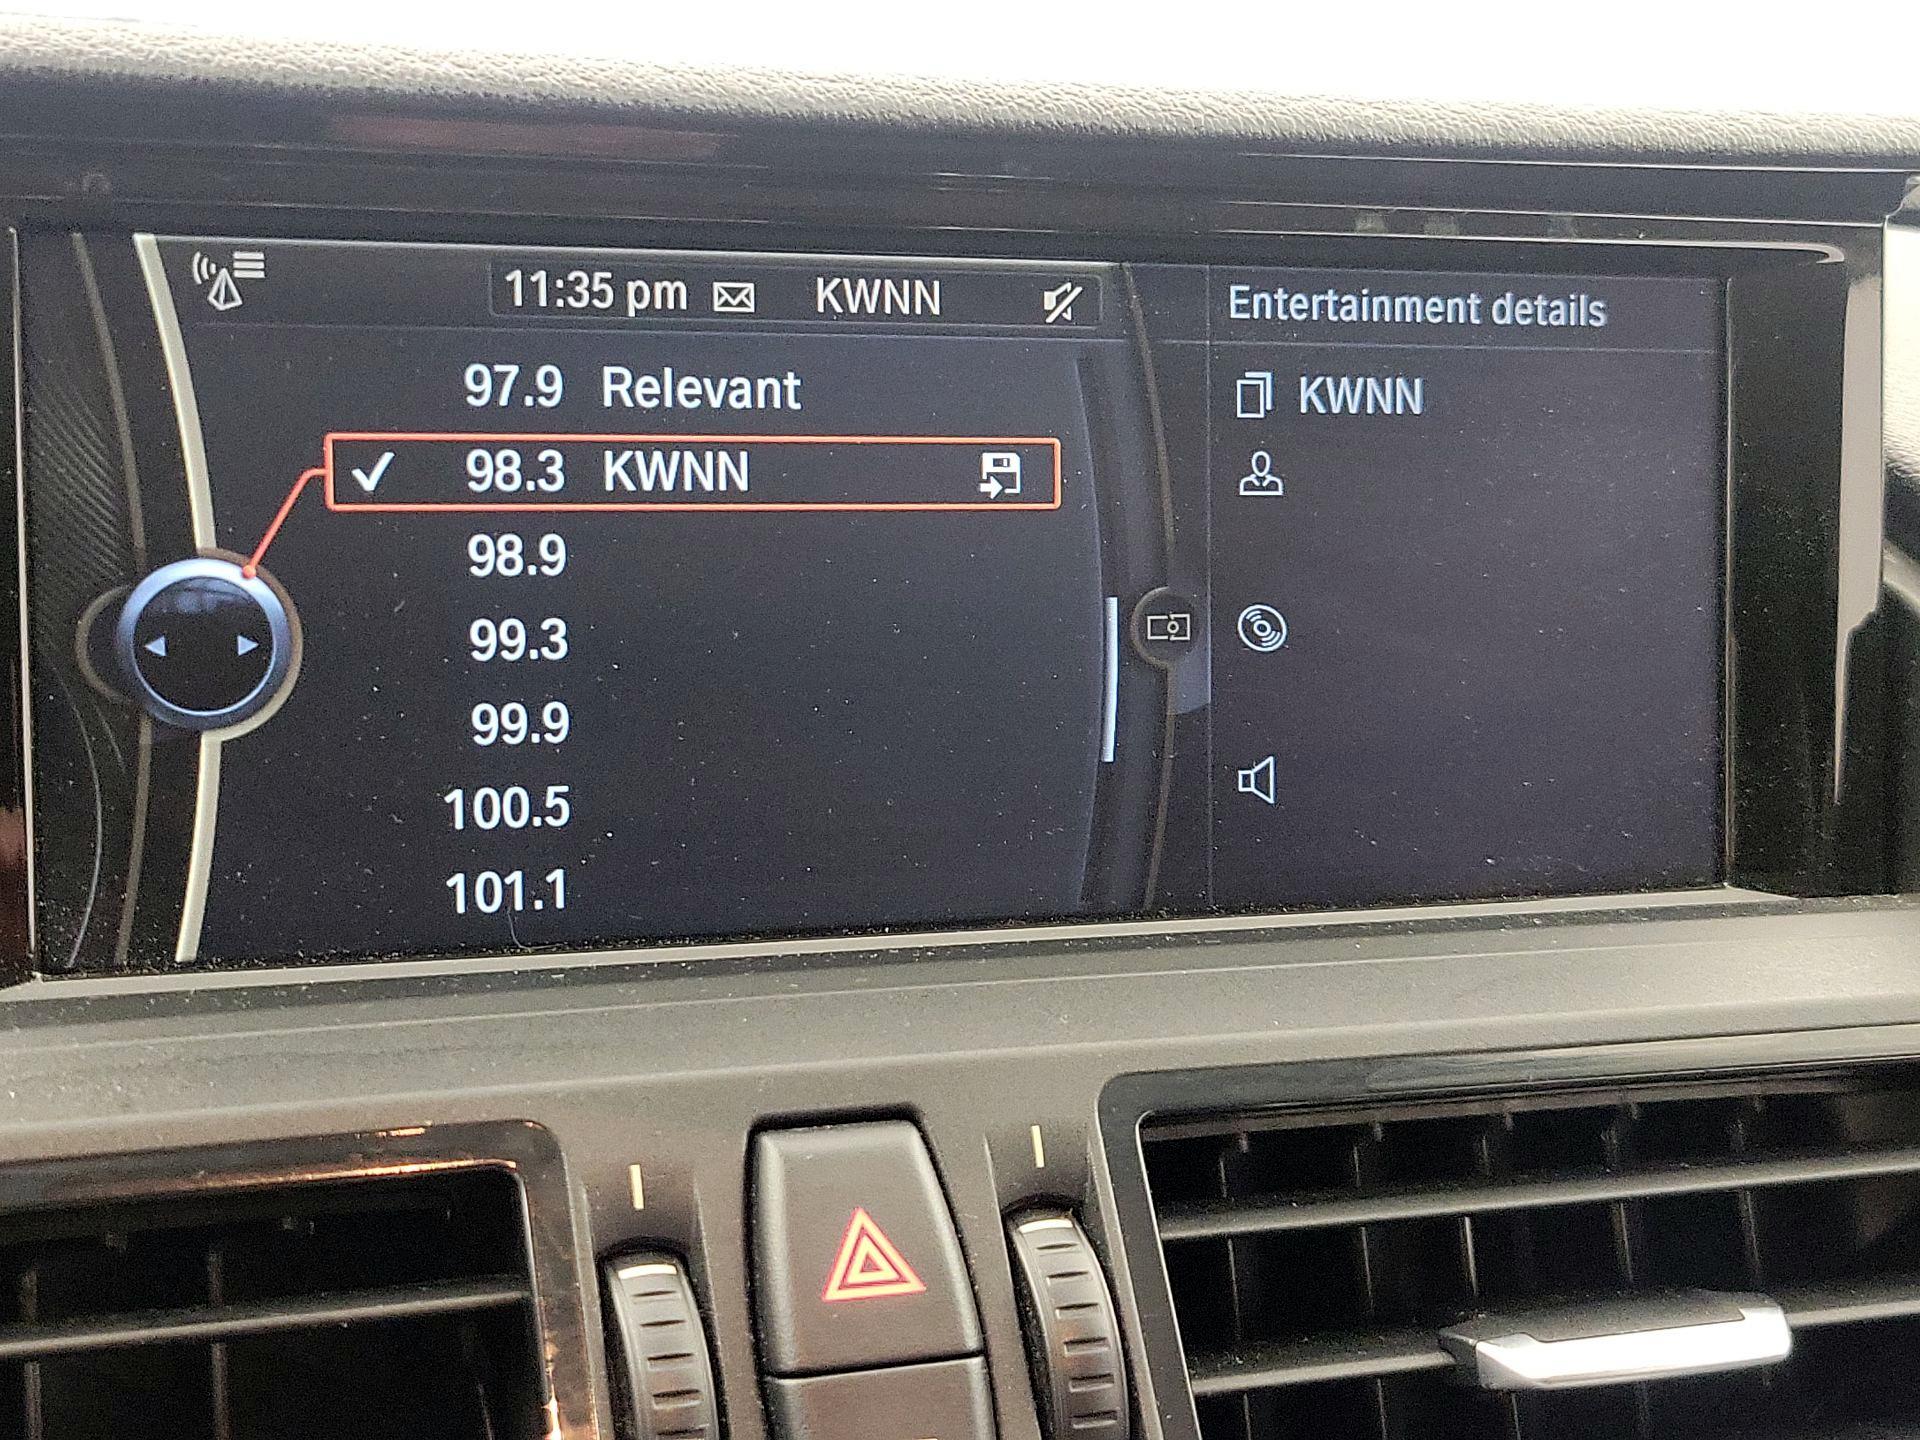 11:35 pm KWNN
Entertainment details
97.9 Relevant
KWNN
98.3 KWNN
98.9
99.3
99.9
100.5
101.1